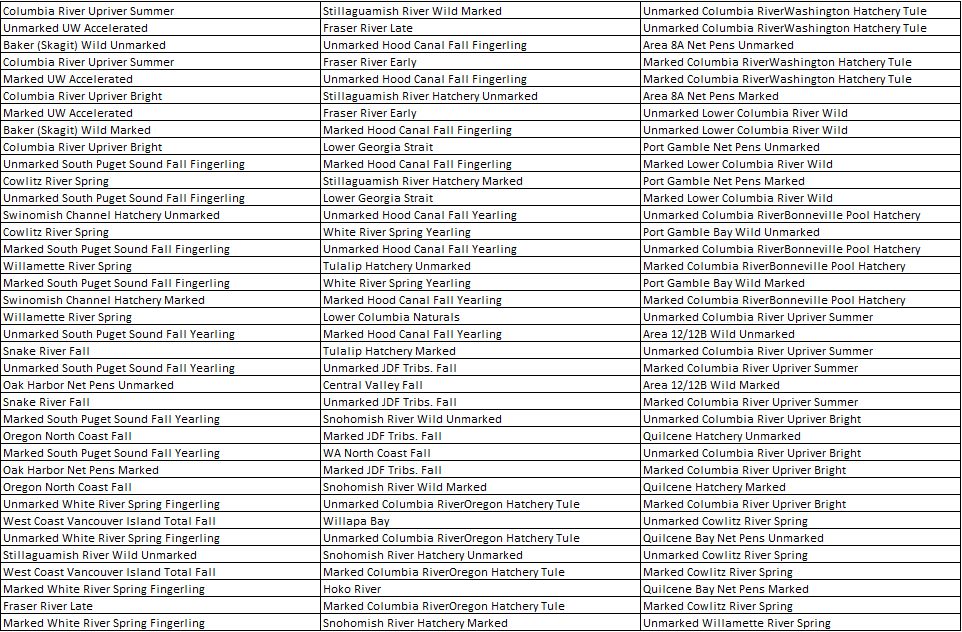 Columbia River Upriver Summer Stillaguamish River Wild Marked Unmarked Columbia RiverWashington Hatchery Tule
Unmarked UW Accelerated Fraser River Late Unmarked Columbia RiverWashington Hatchery Tule
Baker (Skagit) Wild Unmarked Unmarked Hood Canal Fall Fingerling Area 8A Net Pens Unmarked
Columbia River Upriver Summer Fraser River Early Marked Columbia RiverWashington Hatchery Tule
Marked UW Accelerated Unmarked Hood Canal Fall Fingerling Marked Columbia RiverWashington Hatchery Tule
Columbia River Upriver Bright Stillaguamish River Hatchery Unmarked Area 8A Net Pens Marked
Marked UW Accelerated Fraser River Early Unmarked Lower Columbia River Wild
Baker (Skagit) Wild Marked Marked Hood Canal Fall Fingerling Unmarked Lower Columbia River Wild
Columbia River Upriver Bright Lower Georgia Strait Port Gamble Net Pens Unmarked
Unmarked South Puget Sound Fall Fingerling Marked Hood Canal Fall Fingerling Marked Lower Columbia River Wild
Cowlitz River Spring Stillaguamish River Hatchery Marked Port Gamble Net Pens Marked
Unmarked South Puget Sound Fall Fingerling Lower Georgia Strait Marked Lower Columbia River Wild
Swinomish Channel Hatchery Unmarked Unmarked Hood Canal Fall Yearling Unmarked Columbia RiverBonneville Pool Hatchery
Cowlitz River Spring White River Spring Yearling Port Gamble Bay Wild Unmarked
Marked South Puget Sound Fall Fingerling Unmarked Hood Canal Fall Yearling Unmarked Columbia RiverBonneville Pool Hatchery
Willamette River Spring Tulalip Hatchery Unmarked Marked Columbia RiverBonneville Pool Hatchery
Marked South Puget Sound Fall Fingerling White River Spring Yearling Port Gamble Bay Wild Marked
Swinomish Channel Hatchery Marked Marked Hood Canal Fall Yearling Marked Columbia RiverBonneville Pool Hatchery
Willamette River Spring Lower Columbia Naturals Unmarked Columbia River Upriver Summer
Unmarked South Puget Sound Fall Yearling Marked Hood Canal Fall Yearling Area 12/12B Wild Unmarked
Snake River Fall Tulalip Hatchery Marked Unmarked Columbia River Upriver Summer
Unmarked South Puget Sound Fall Yearling Unmarked JDF Tribs. Fall Marked Columbia River Upriver Summer
Oak Harbor Net Pens Unmarked Central Valley Fall Area 12/12B Wild Marked
Snake River Fall Unmarked JDF Tribs. Fall Marked Columbia River Upriver Summer
Marked South Puget Sound Fall Yearling Snohomish River Wild Unmarked Unmarked Columbia River Upriver Bright
Oregon North Coast Fall Marked JDF Tribs. Fall Quilcene Hatchery Unmarked
Marked South Puget Sound Fall Yearling WA North Coast Fall Unmarked Columbia River Upriver Bright
Oak Harbor Net Pens Marked Marked JDF Tribs. Fall Marked Columbia River Upriver Bright
Oregon North Coast Fall Snohomish River Wild Marked Quilcene Hatchery Marked
Unmarked White River Spring Fingerling Unmarked Columbia RiverOregon Hatchery Tule Marked Columbia River Upriver Bright
West Coast Vancouver Island Total Fall Willapa Bay Unmarked Cowlitz River Spring
Unmarked White River Spring Fingerling Unmarked Columbia RiverOregon Hatchery Tule Quilcene Bay Net Pens Unmarked
Stillaguamish River Wild Unmarked Snohomish River Hatchery Unmarked Unmarked Cowlitz River Spring
West Coast Vancouver Island Total Fall Marked Columbia RiverOregon Hatchery Tule Marked Cowlitz River Spring
Marked White River Spring Fingerling Hoko River Quilcene Bay Net Pens Marked
Fraser River Late Marked Columbia RiverOregon Hatchery Tule Marked Cowlitz River Spring
Marked White River Spring Fingerling Snohomish River Hatchery Marked Unmarked Willamette River Spring